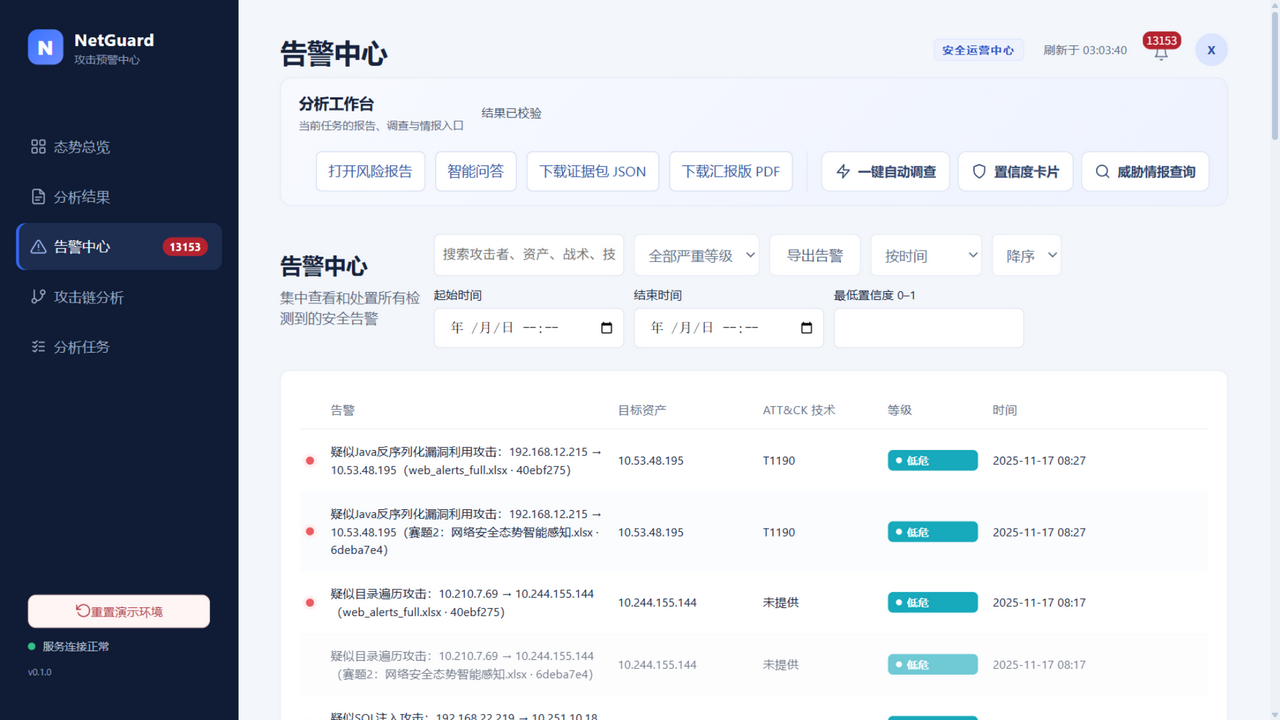 N
NetGuard
攻击预警中心
态势总览
分析结果
告警中心
13153
攻击链分析
分析任务
重置演示环境
服务连接正常
v0.1.0
告警中心
安全运营中心
刷新于 03:03:40
13153
X
分析工作台
当前任务的报告、调查与情报入口
结果已校验
打开风险报告
智能问答
下载证据包 JSON
下载汇报版 PDF
一键自动调查
置信度卡片
威胁情报查询
告警中心
集中查看和处置所有检
测到的安全告警
搜索攻击者、资产、战术、技
全部严重等级
导出告警
按时间
降序
起始时间
结束时间
最低置信度 0–1
年 /月/日 --:--
年 /月/日 --:--
告警 目标资产 ATT&CK 技术 等级 时间
疑似Java反序列化漏洞利用攻击：192.168.12.215 →
10.53.48.195（web_alerts_full.xlsx · 40ebf275）
10.53.48.195 T1190 低危 2025-11-17 08:27
疑似Java反序列化漏洞利用攻击：192.168.12.215 →
10.53.48.195（赛题2：网络安全态势智能感知.xlsx ·
6deba7e4）
10.53.48.195 T1190 低危 2025-11-17 08:27
疑似目录遍历攻击：10.210.7.69 → 10.244.155.144
（web_alerts_full.xlsx · 40ebf275）
10.244.155.144 未提供 低危 2025-11-17 08:17
疑似目录遍历攻击：10.210.7.69 → 10.244.155.144
（赛题2：网络安全态势智能感知.xlsx · 6deba7e4）
10.244.155.144 未提供 低危 2025-11-17 08:17
疑似SQL注入攻击：192.168.22.219 → 10.251.10.18